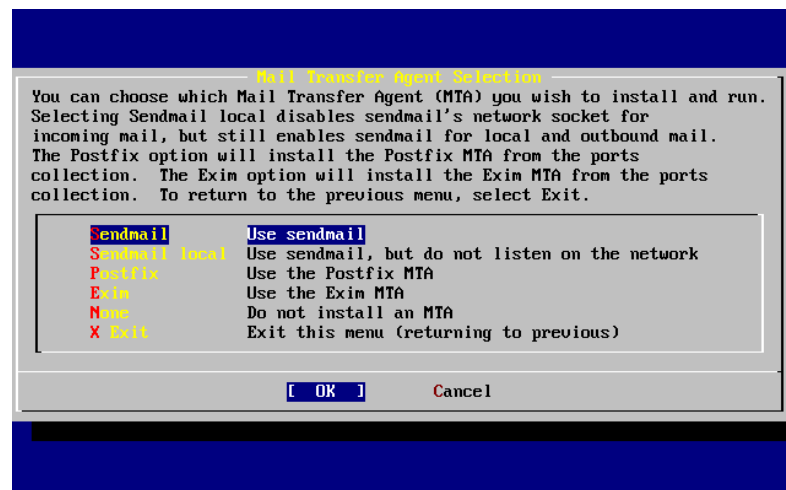 Mail Transfer Agent Selection
You can choose which Mail Transfer Agent (MTA) you wish to install and run.
Selecting Sendmail local disables sendmail's network socket for
incoming mail, but still enables sendmail for local and outbound mail.
The Postfix option will install the Postfix MTA from the ports
collection.  The Exim option will install the Exim MTA from the ports
collection.  To return to the previous menu, select Exit.
Sendmail Use sendmail
Sendmail local Use sendmail, but do not listen on the network
Postfix Use the Postfix MTA
Exim Use the Exim MTA
None Do not install an MTA
X Exit Exit this menu (returning to previous)
[ OK ] Cancel